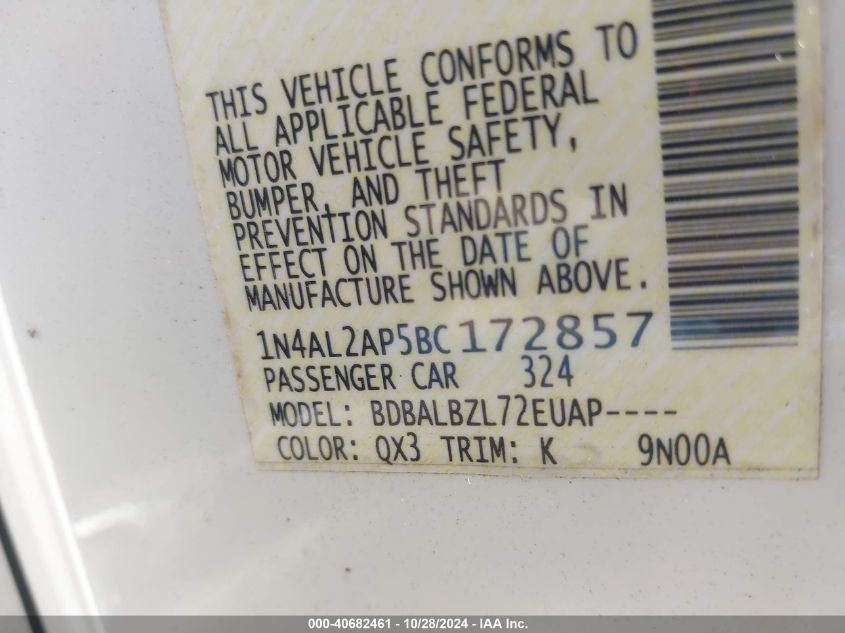 THIS VEHICLE CONFORMS TO
ALL APPLICABLE FEDERAL
MOTOR VEHICLE SAFETY,
BUMPER, AND THEFT
PREVENTION STANDARDS IN
EFFECT ON THE DATE OF
MANUFACTURE SHOWN ABOVE.
1N4AL2AP5BC172857
PASSENGER CAR 324
MODEL: BDBALBZL72EUAP----
COLOR: QX3 TRIM: K 9N00A
000-40682461 - 10/28/2024 - IAA Inc.